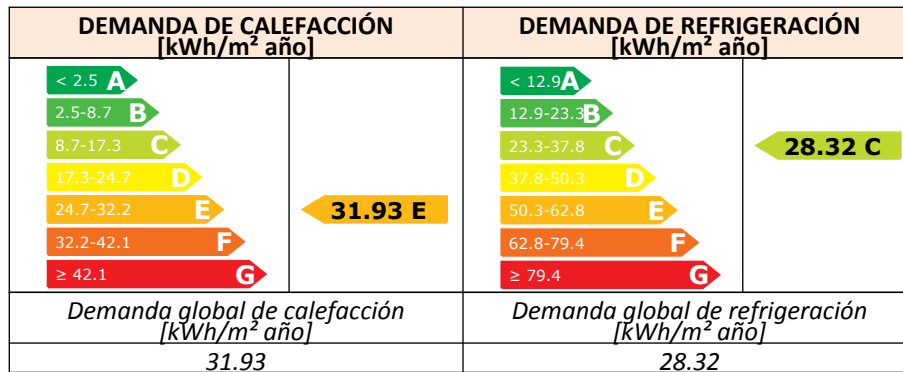 DEMANDA DE CALEFACCIÓN
[kWh/m² año]
DEMANDA DE REFRIGERACIÓN
[kWh/m² año]
< 2.5 A
2.5-8.7 B
8.7-17.3 C
17.3-24.7 D
24.7-32.2 E
32.2-42.1 F
≥ 42.1 G
31.93 E
< 12.9 A
12.9-23.3 B
23.3-37.8 C
37.8-50.3 D
50.3-62.8 E
62.8-79.4 F
≥ 79.4 G
28.32 C
Demanda global de calefacción
[kWh/m² año]
Demanda global de refrigeración
[kWh/m² año]
31.93
28.32